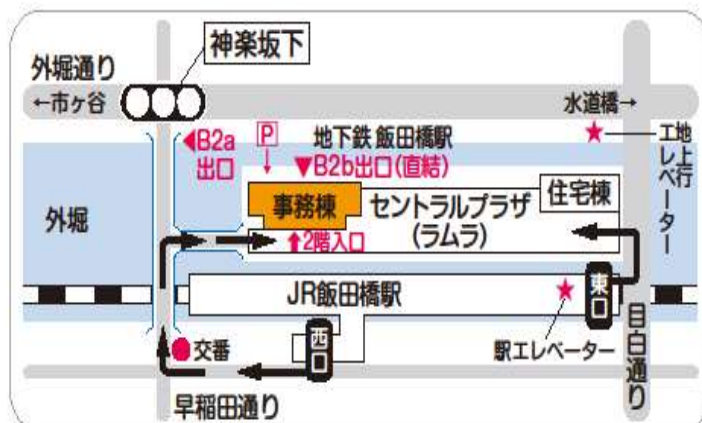 神楽坂下
外堀通り
←市ヶ谷
水道橋→
◀B2a
出口
P
地下鉄 飯田橋駅
▼B2b出口(直結)
★
地上行
エレベーター
外堀
事務棟
セントラルプラザ
(ラムラ)
住宅棟
⬆2階入口
JR飯田橋駅
★
東口
西口
交番
駅エレベーター
目白通り
早稲田通り